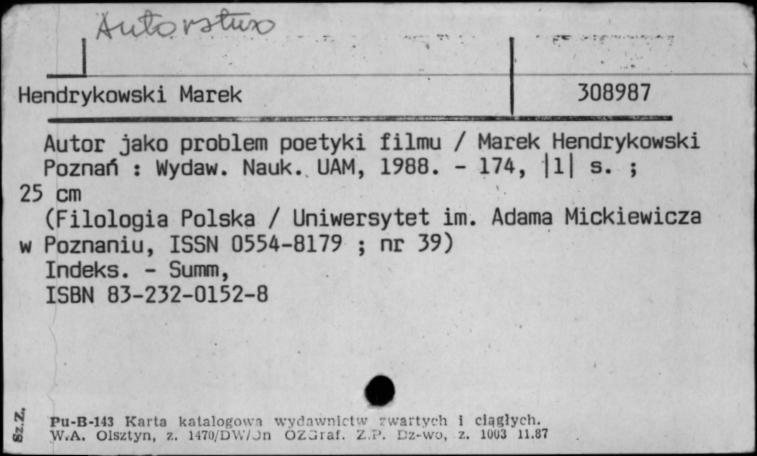 Autorstwo
Hendrykowski Marek 308987
Autor jako problem poetyki filmu / Marek Hendrykowski
Poznań : Wydaw. Nauk. UAM, 1988. - 174, |1| s. ;
25 cm
(Filologia Polska / Uniwersytet im. Adama Mickiewicza
w Poznaniu, ISSN 0554-8179 ; nr 39)
Indeks. - Summ,
ISBN 83-232-0152-8
Sz.Z.
Pu-B-143 Karta katalogowa wydawnictw zwartych i ciągłych.
W.A. Olsztyn, z. 1470/DW/Jn OZGraf. Z.P. Dz-wo, z. 1003 11.87